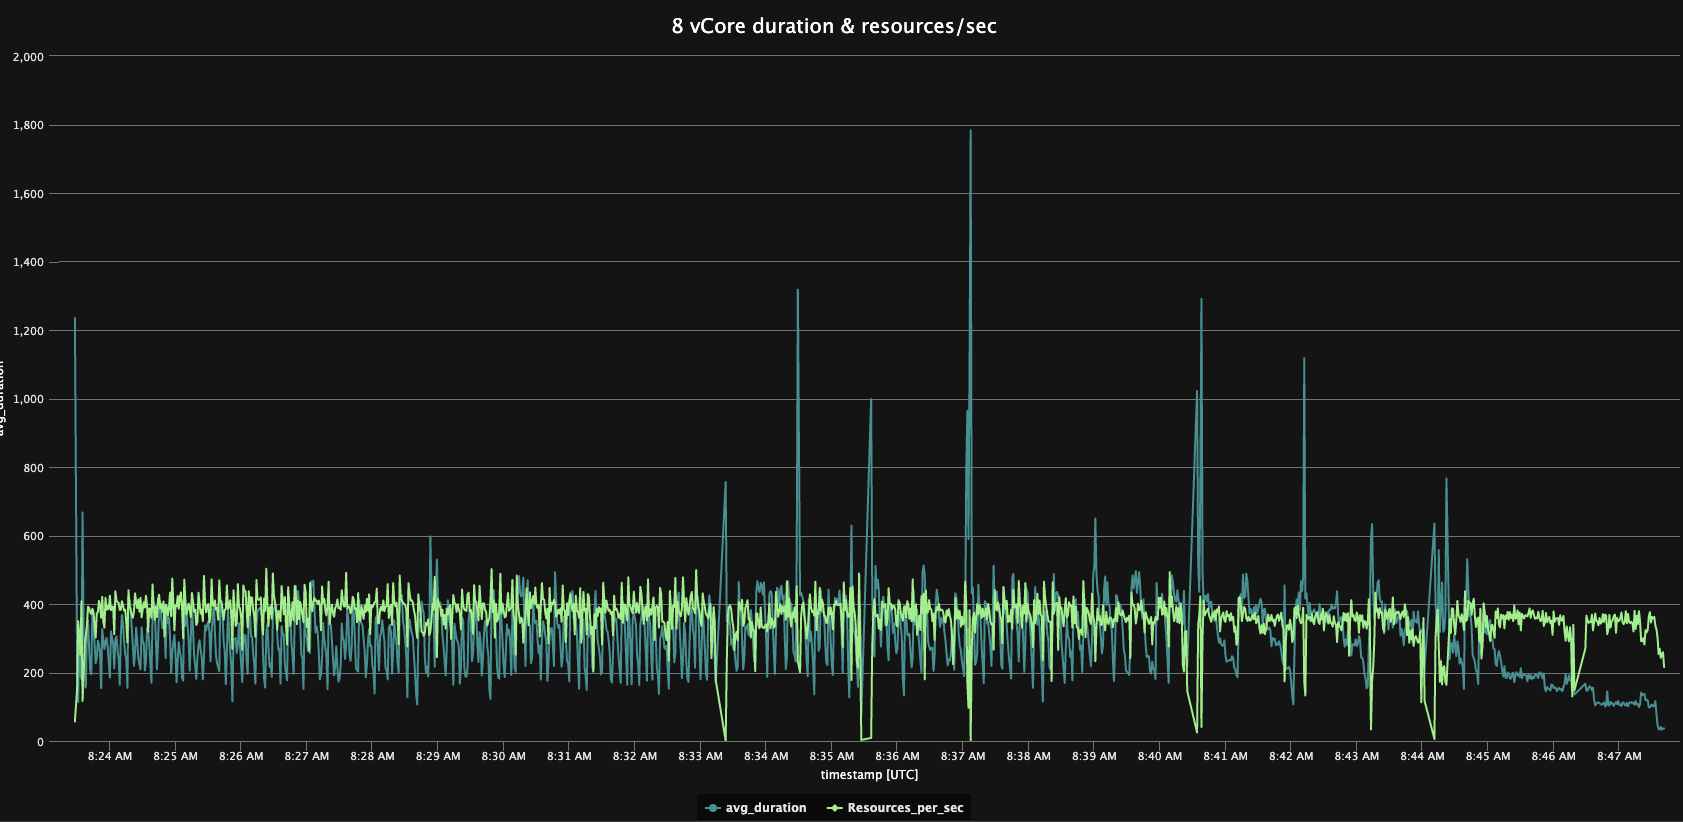 8 vCore duration & resources/sec
2,000
1,800
1,600
1,400
1,200
1,000
800
600
400
200
0
avg_duration
8:24 AM 8:25 AM 8:26 AM 8:27 AM 8:28 AM 8:29 AM 8:30 AM 8:31 AM 8:32 AM 8:33 AM 8:34 AM 8:35 AM 8:36 AM 8:37 AM 8:38 AM 8:39 AM 8:40 AM 8:41 AM 8:42 AM 8:43 AM 8:44 AM 8:45 AM 8:46 AM 8:47 AM
timestamp [UTC]
avg_duration Resources_per_sec